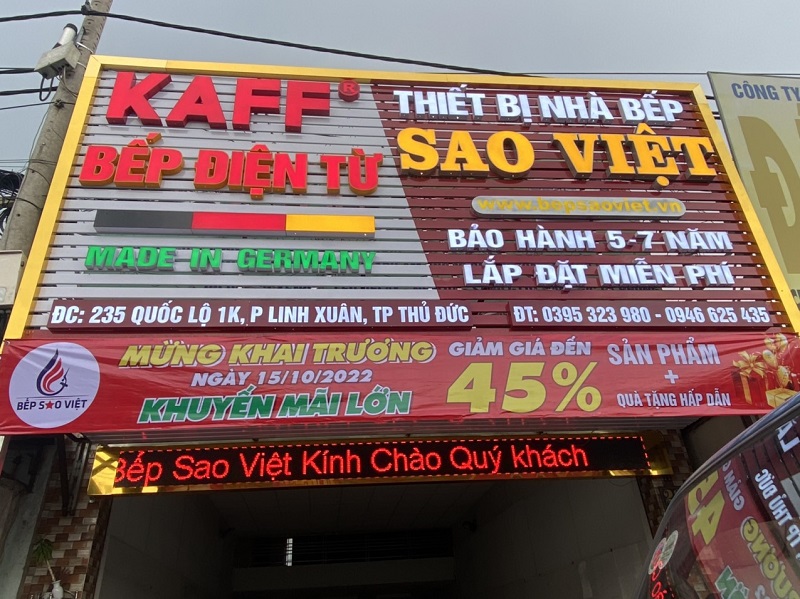 KAFF®
BẾP ĐIỆN TỪ
MADE IN GERMANY
THIẾT BỊ NHÀ BẾP
SAO VIỆT
www.bepsaoviet.vn
BẢO HÀNH 5-7 NĂM
LẮP ĐẶT MIỄN PHÍ
ĐC: 235 QUỐC LỘ 1K, P LINH XUÂN, TP THỦ ĐỨC
ĐT: 0395 323 980 - 0946 625 435
BẾP SAO VIỆT
MỪNG KHAI TRƯƠNG
NGÀY 15/10/2022
KHUYẾN MÃI LỚN
GIẢM GIÁ ĐẾN
45%
SẢN PHẨM
+
QUÀ TẶNG HẤP DẪN
Bếp Sao Việt Kính Chào Quý khách
CÔNG TY